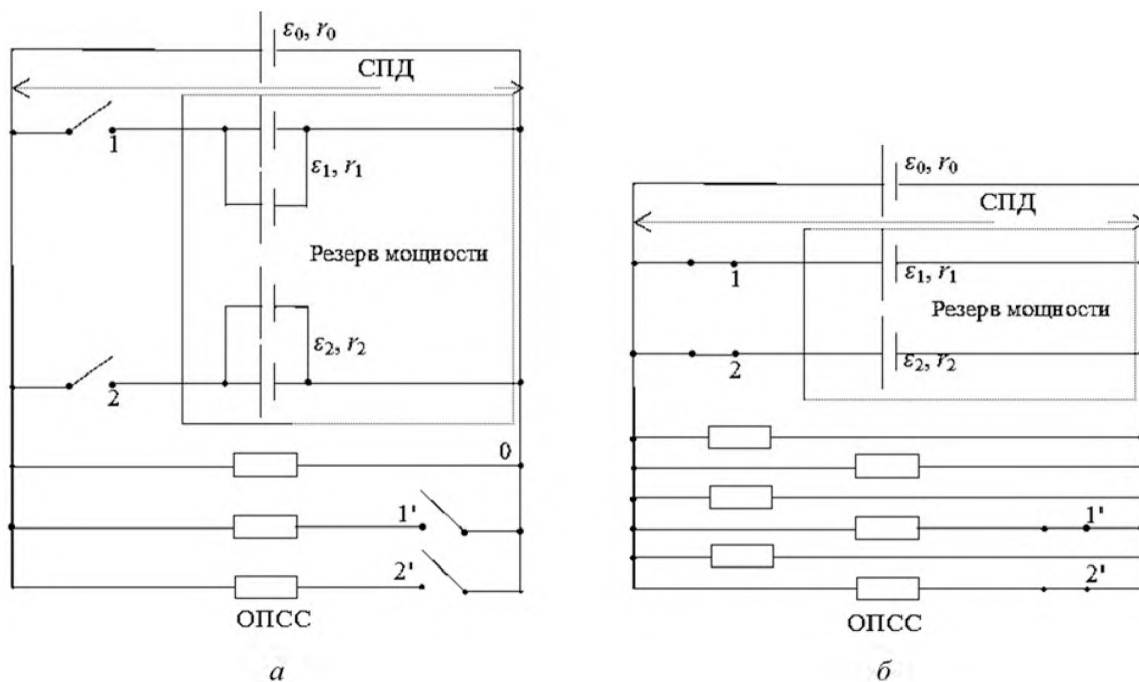 ε0, r0
СПД
1
ε1, r1
Резерв мощности
ε2, r2
2
0
1'
2'
ОПСС
а
ε0, r0
СПД
1
ε1, r1
Резерв мощности
2
ε2, r2
1'
2'
ОПСС
б